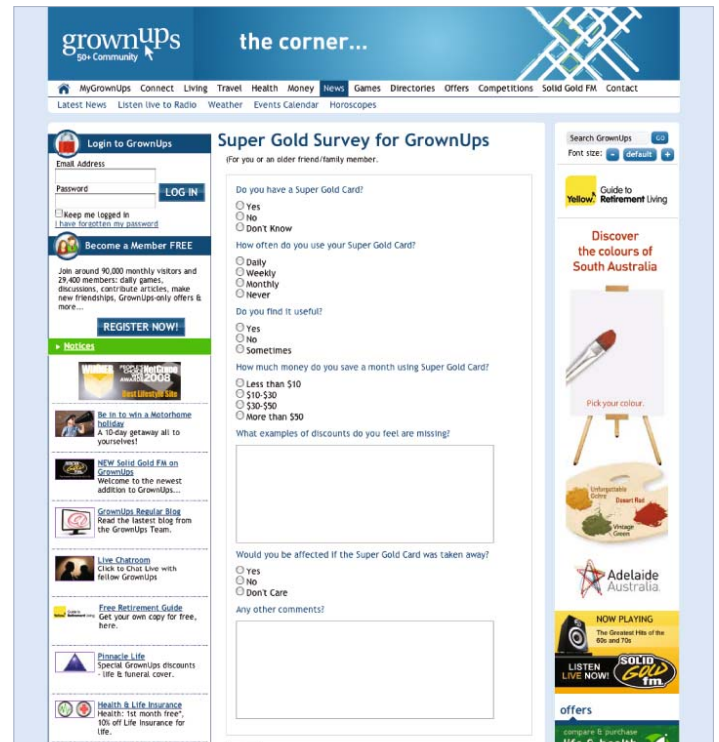 grownups
50+ Community
the corner...
MyGrownUps Connect Living Travel Health Money News Games Directories Offers Competitions Solid Gold FM Contact
Latest News Listen live to Radio Weather Events Calendar Horoscopes
Login to GrownUps
Email Address
Password
LOG IN
Keep me logged in
I have forgotten my password
Become a Member FREE
Join around 90,000 monthly visitors and
29,400 members: daily games,
discussions, contribute articles, make
new friendships, GrownUps-only offers &
more...
REGISTER NOW!
Notices
WINNER
NetGuide
2008
Best Lifestyle Site
Be in to win a Motorhome
holiday
A 10-day getaway all to
yourselves!
NEW Solid Gold FM on
GrownUps
Welcome to the newest
addition to GrownUps...
GrownUps Regular Blog
Read the lastest blog from
the GrownUps Team.
Live Chatroom
Click to Chat Live with
fellow GrownUps
Free Retirement Guide
Get your own copy for free,
here.
Pinnacle Life
Special GrownUps discounts
- life & funeral cover.
Health & Life Insurance
Health: 1st month free*,
10% off Life Insurance for
life.
Super Gold Survey for GrownUps
(For you or an older friend/family member.
Do you have a Super Gold Card?
Yes
No
Don't Know
How often do you use your Super Gold Card?
Daily
Weekly
Monthly
Never
Do you find it useful?
Yes
No
Sometimes
How much money do you save a month using Super Gold Card?
Less than $10
$10-$30
$30-$50
More than $50
What examples of discounts do you feel are missing?
Would you be affected if the Super Gold Card was taken away?
Yes
No
Don't Care
Any other comments?
Search GrownUps GO
Font size: - default +
Yellow
Guide to
Retirement Living
Discover
the colours of
South Australia
Pick your colour.
Unforgettable
Ochre
Desert Red
Vintage
Green
Adelaide
Australia.
NOW PLAYING
The Greatest Hits of the
60s and 70s
LISTEN
LIVE NOW!
SOLID
GOLD
fm
offers
compare & purchase
life & health